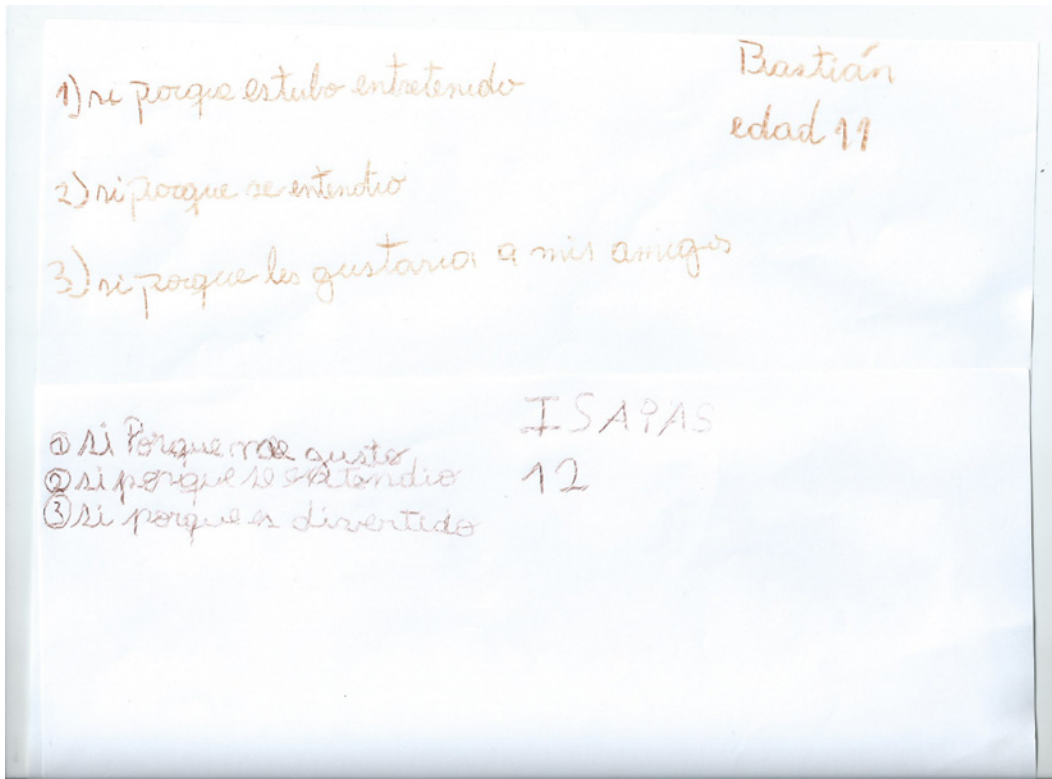 Bastián
edad 11
1) si porque estubo entretenido
2) si porque se entendio
3) si porque les gustaria a mis amigos
ISAIAS
12
① si Porque me gusto
② si porque se entendio
③ si porque es divertido